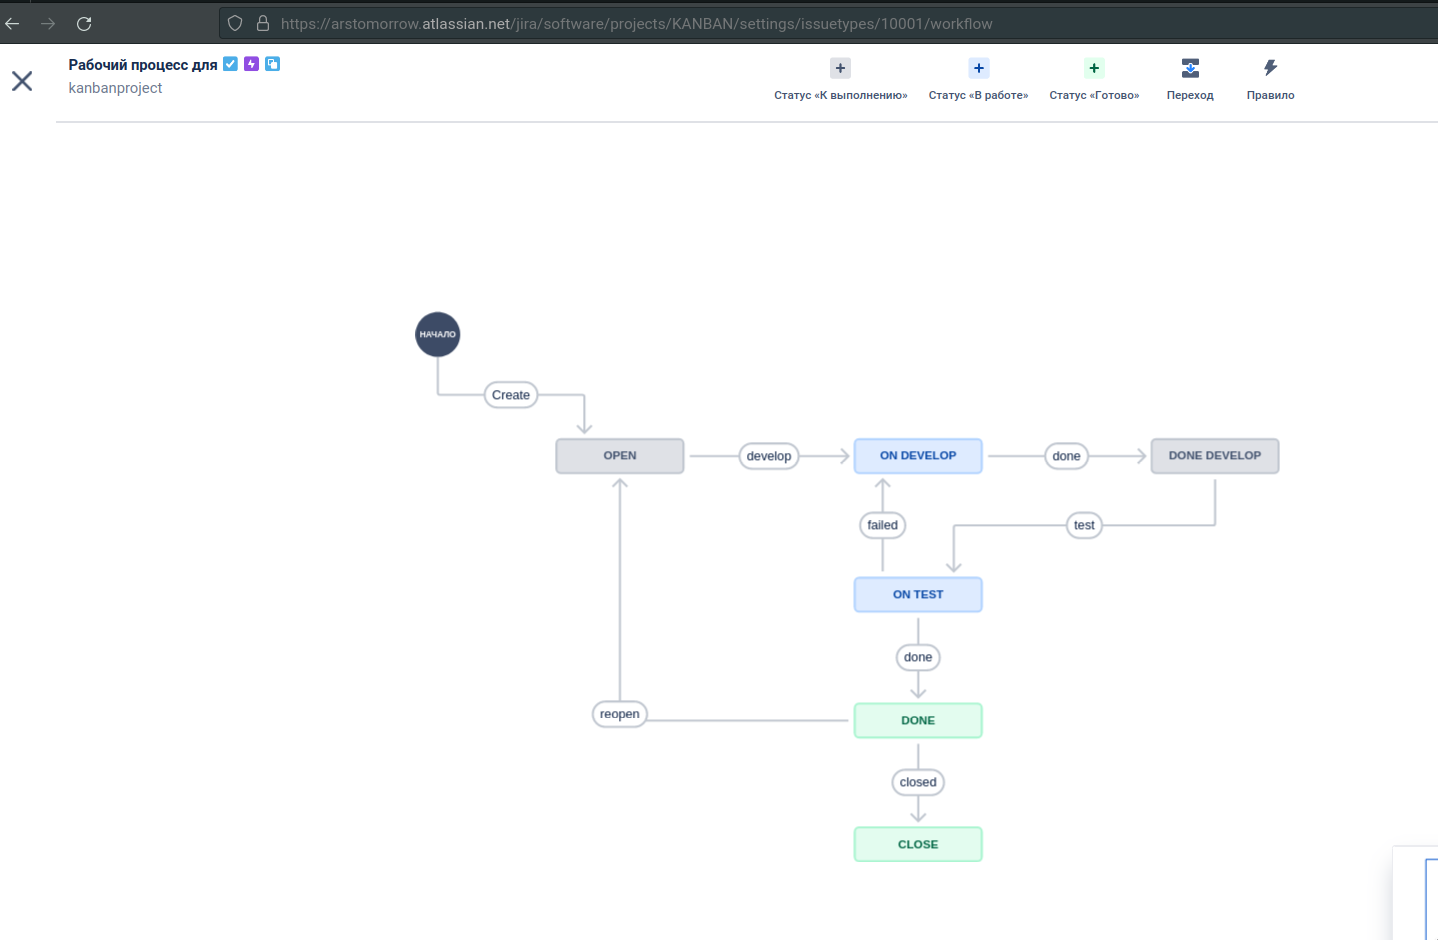 https://arstomorrow.atlassian.net/jira/software/projects/KANBAN/settings/issuetypes/10001/workflow
Рабочий процесс для
kanbanproject
Статус «К выполнению»
Статус «В работе»
Статус «Готово»
Переход
Правило
НАЧАЛО
Create
OPEN
develop
ON DEVELOP
done
DONE DEVELOP
failed
test
ON TEST
done
reopen
DONE
closed
CLOSE